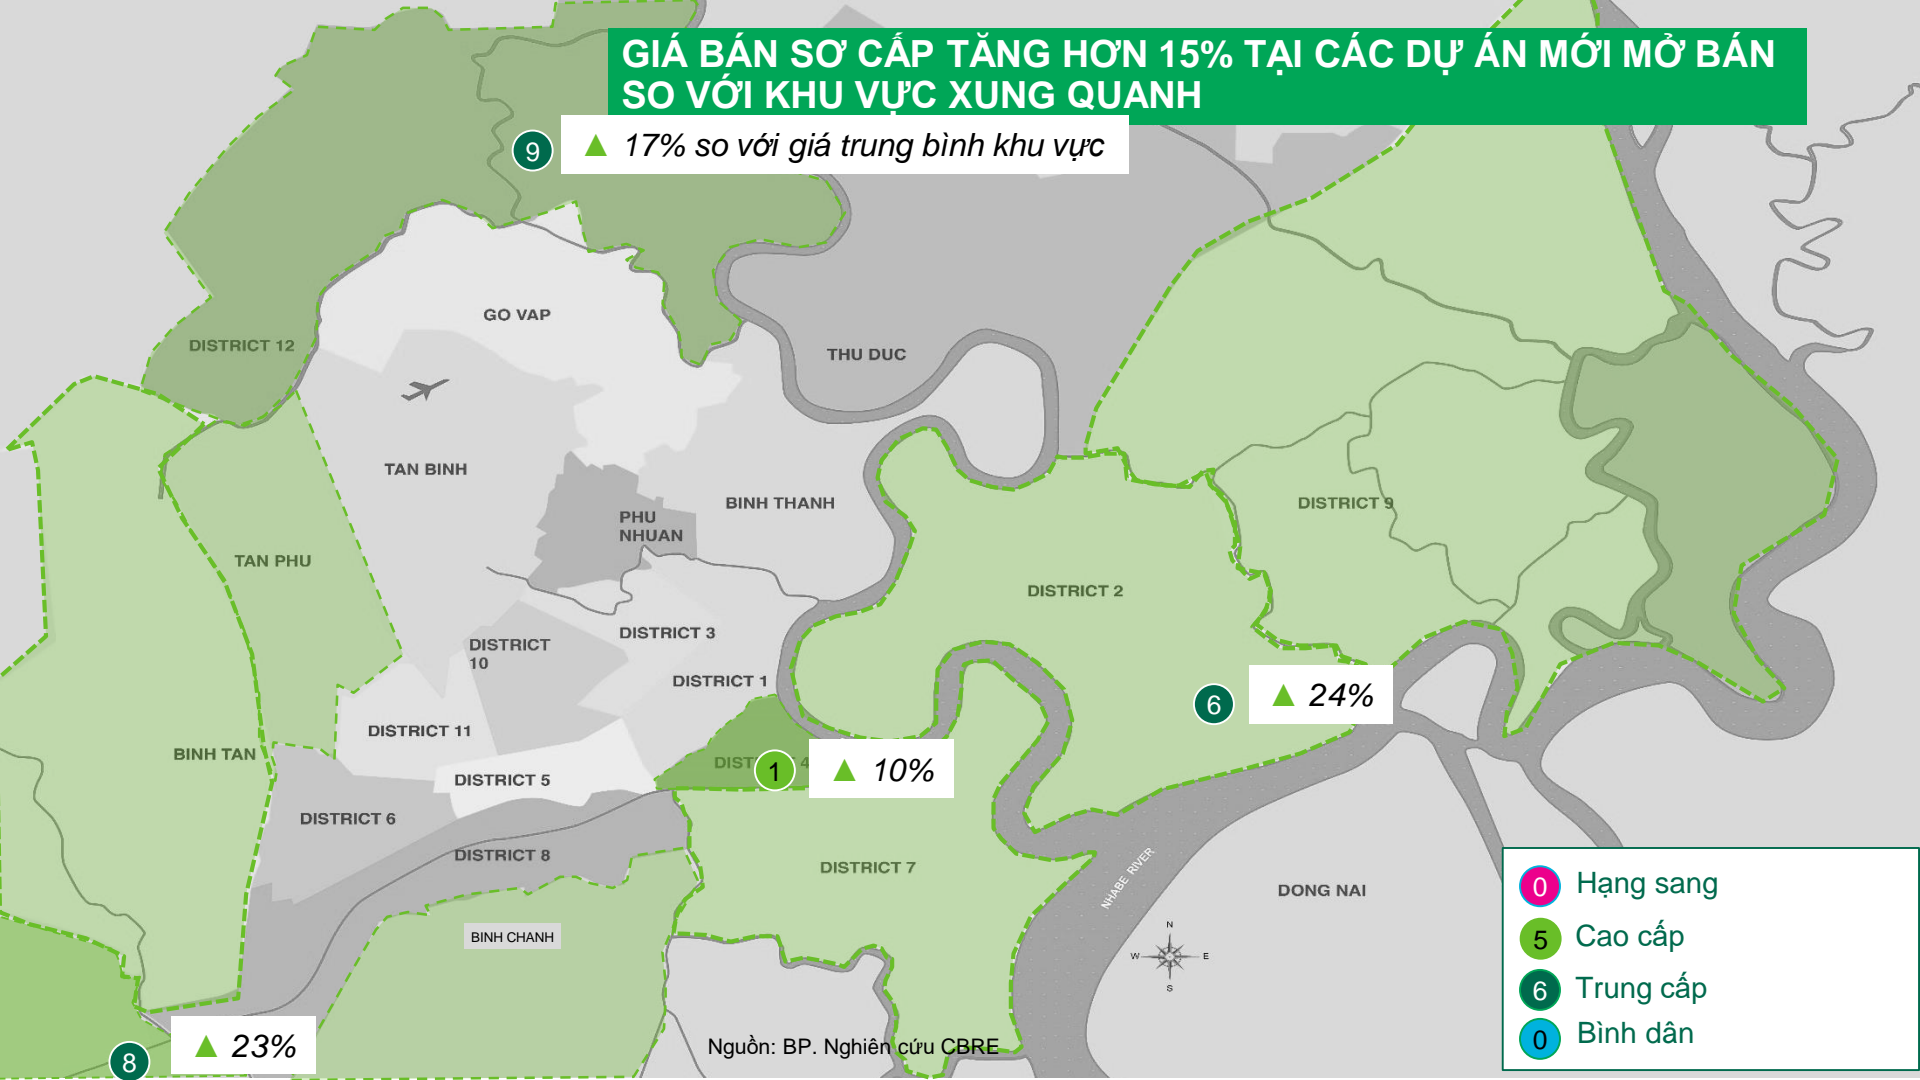 GIÁ BÁN SƠ CẤP TĂNG HƠN 15% TẠI CÁC DỰ ÁN MỚI MỞ BÁN
SO VỚI KHU VỰC XUNG QUANH
9
▲ 17% so với giá trung bình khu vực
GO VAP
DISTRICT 12
THU DUC
TAN BINH
BINH THANH
DISTRICT 9
PHU
NHUAN
TAN PHU
DISTRICT 2
DISTRICT 3
DISTRICT
10
DISTRICT 1
6
▲ 24%
DISTRICT 11
BINH TAN
DIST 4
1
▲ 10%
DISTRICT 5
DISTRICT 6
DISTRICT 8
DISTRICT 7
NHABE RIVER
DONG NAI
BINH CHANH
N
W
E
S
8
▲ 23%
Nguồn: BP. Nghiên cứu CBRE
0 Hạng sang
5 Cao cấp
6 Trung cấp
0 Bình dân